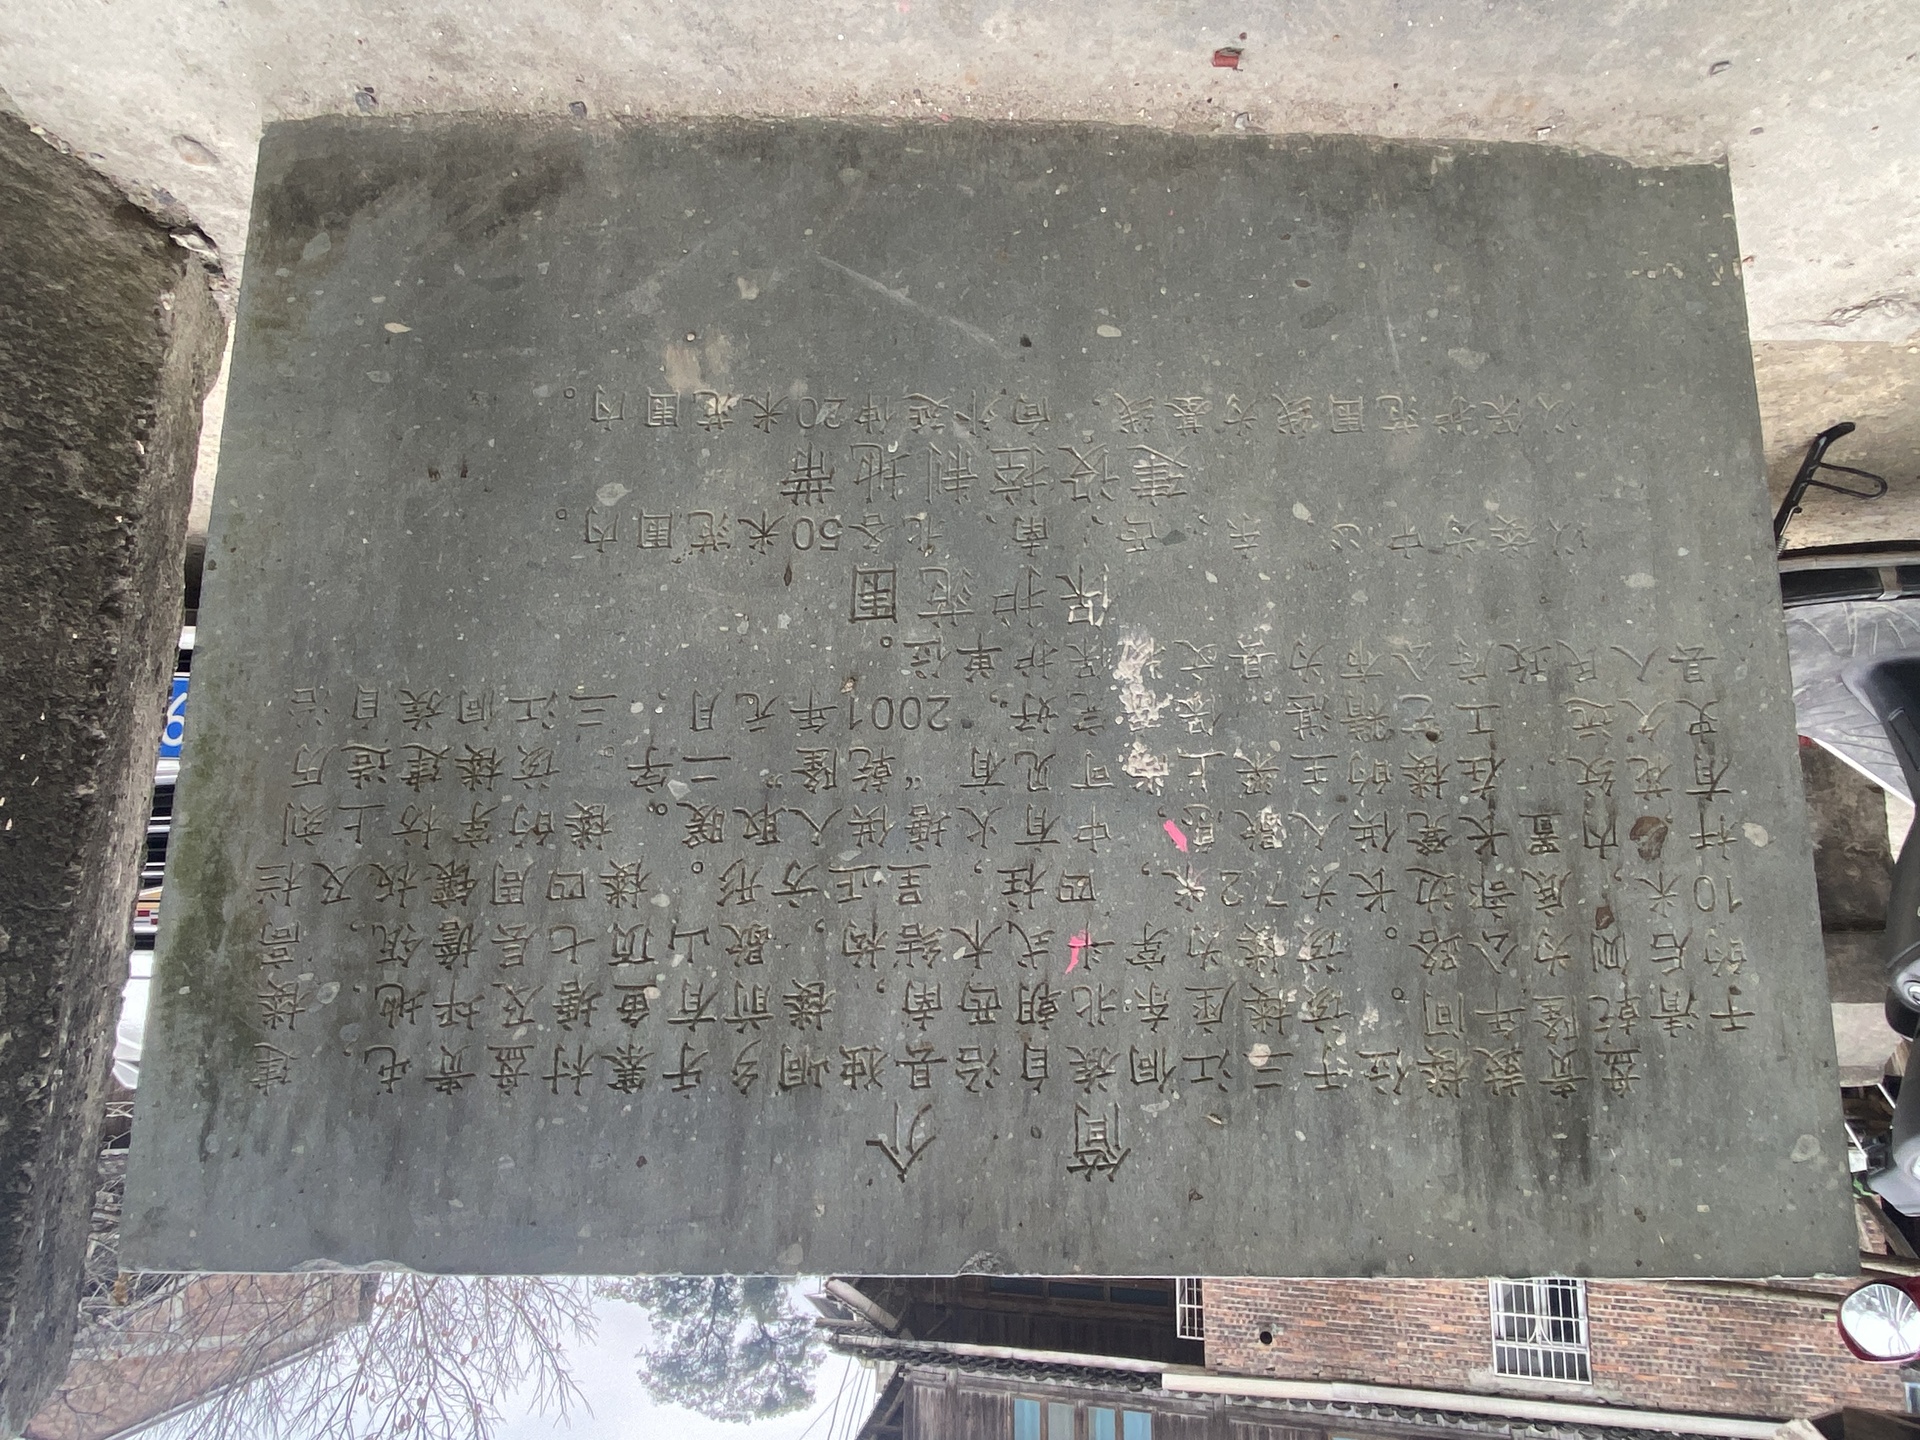 简 介
益贡鼓楼位于三江侗族自治县独峒乡牙寨村益贡屯，建
于清乾隆年间。该楼座东北朝西南，楼前有鱼塘及坪地，楼
的后侧为公路。该楼为穿斗式木结构，歇山顶七层檐瓴，高
10米，底部边长为7.2米，四柱，呈正方形。楼四周镶板及栏
杆，内置长凳供人歇息，中有火塘供人取暖。楼的穿枋上刻
有花纹，在楼的主梁上尚可见有“乾隆”二字。该楼建造历
史久远，工艺精湛，保存完好，2001年元月，三江侗族自治
县人民政府公布为县文物保护单位。
保护范围
以楼为中心，东、西、南、北各50米范围内。
建设控制地带
以保护范围线为基线，向外延伸20米范围内。